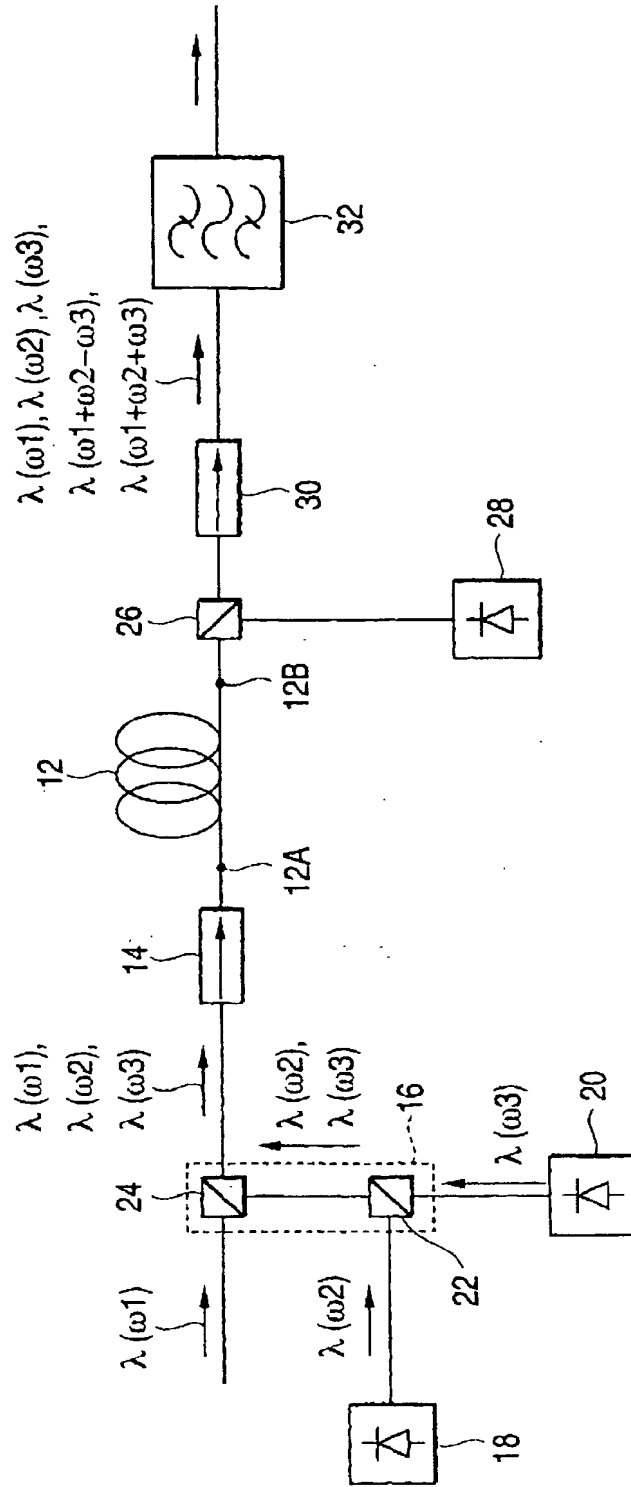 λ(ω1)
λ(ω2)
18
22
λ(ω3)
20
16
λ(ω2),
λ(ω3)
24
λ(ω1),
λ(ω2),
λ(ω3)
14
12A
12
12B
26
28
30
λ(ω1), λ(ω2), λ(ω3),
λ(ω1+ω2−ω3),
λ(ω1+ω2+ω3)
32